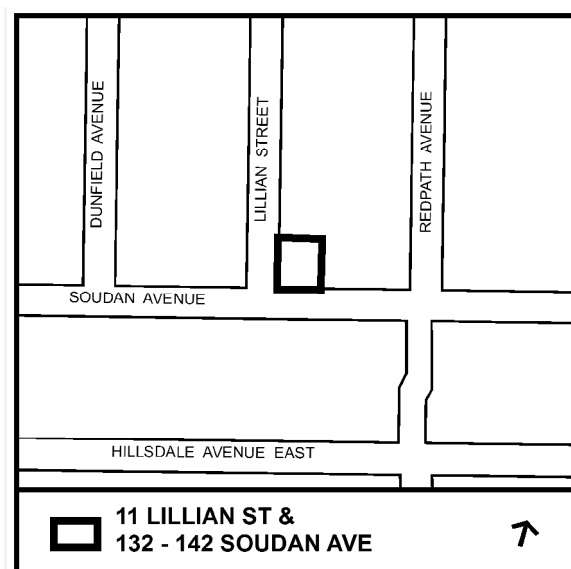 DUNFIELD AVENUE
LILLIAN STREET
REDPATH AVENUE
SOUDAN AVENUE
HILLSDALE AVENUE EAST
11 LILLIAN ST &
132 - 142 SOUDAN AVE